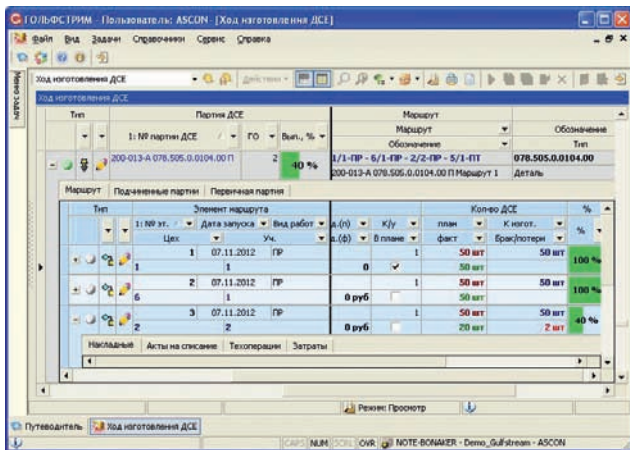 ГОЛЬФСТРИМ - Пользователь: ASCON - [Ход изготовления ДСЕ]
Файл Вид Задачи Справочники Сервис Справка
Ход изготовления ДСЕ Действия
Меню задач
Ход изготовления ДСЕ
Тип Партия ДСЕ Маршрут
1: № партии ДСЕ ГО Вып., % Маршрут Обозначение
Обозначение Тип
200-013-А 078.505.0.0104.00 П 2 40 % 1/1-ПР - 6/1-ПР - 2/2-ПР - 5/1-ПТ 078.505.0.0104.00
200-013-А 078.505.0.0104.00 П Маршрут 1 Деталь
Маршрут Подчиненные партии Первичная партия
Тип Элемент маршрута Кол-во ДСЕ %
1: № эт. Дата запуска Вид работ д.(п) К/у план К изгот. %
Цех Уч. д.(ф) В плане факт Брак/потери
1 07.11.2012 ПР 1 50 шт 50 шт 100 %
1 1 0 50 шт
2 07.11.2012 ПР 1 50 шт 50 шт 100 %
6 1 0 руб 50 шт
3 07.11.2012 ПР 1 50 шт 50 шт 40 %
2 2 0 руб 20 шт 2 шт
Накладные Акты на списание Техоперации Затраты
Режим: Просмотр
Путеводитель Ход изготовления ДСЕ
CAPS NUM SCRL OVR NOTE-BONAKER - Demo_Gulfstream - ASCON